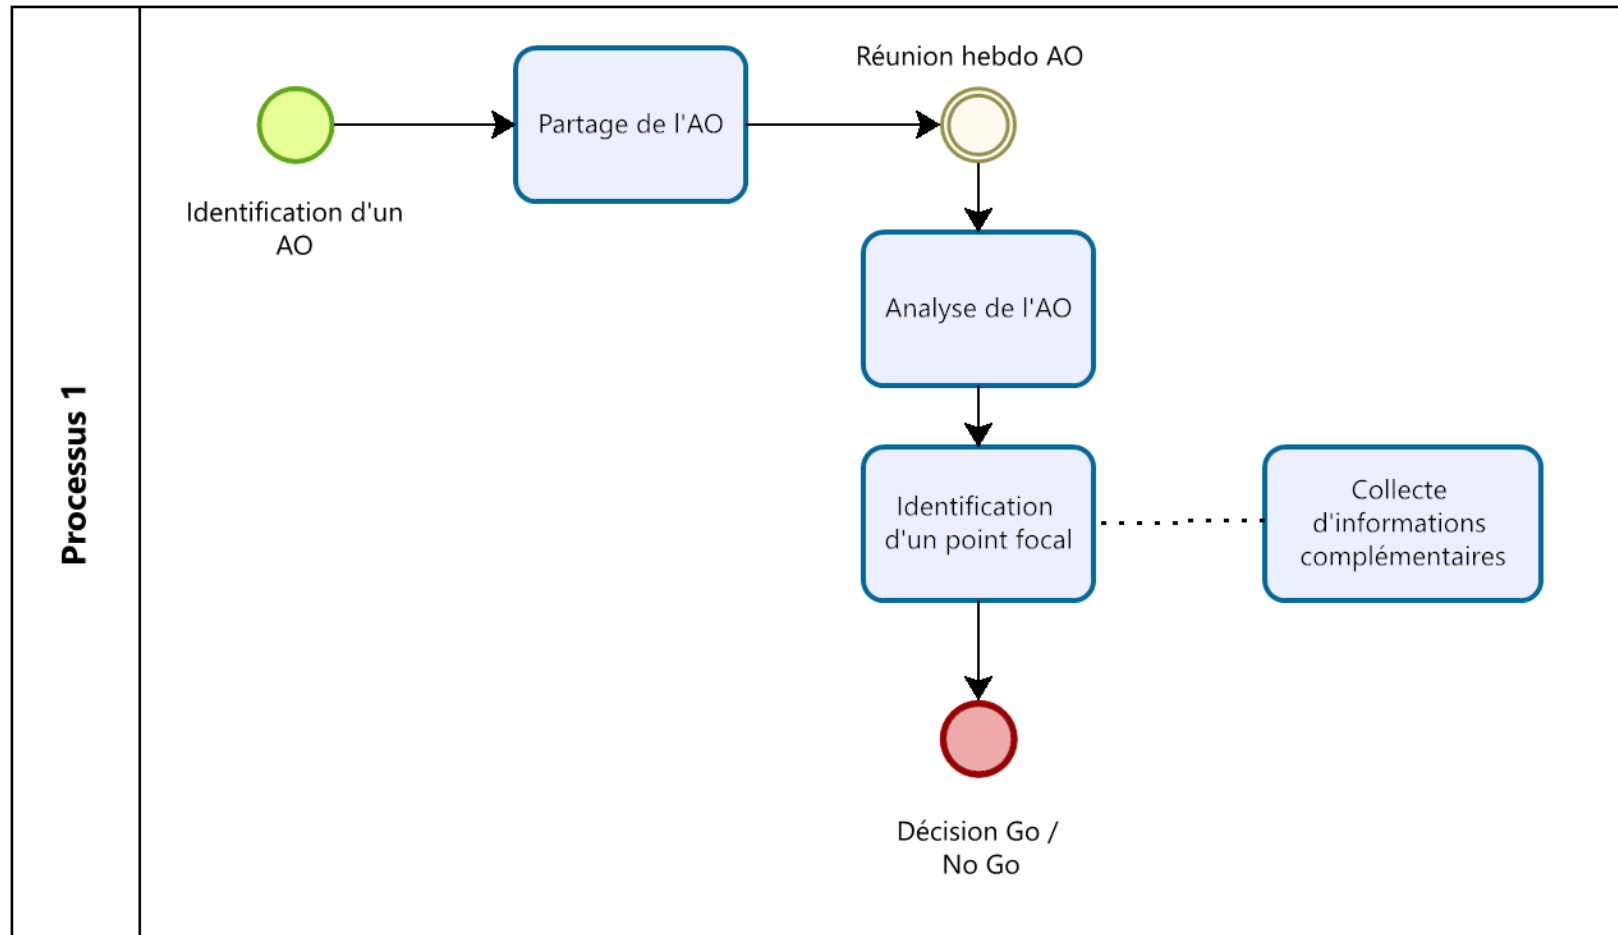 Processus 1
Réunion hebdo AO
Partage de l'AO
Identification d'un
AO
Analyse de l'AO
Identification
d'un point focal
Collecte
d'informations
complémentaires
Décision Go /
No Go